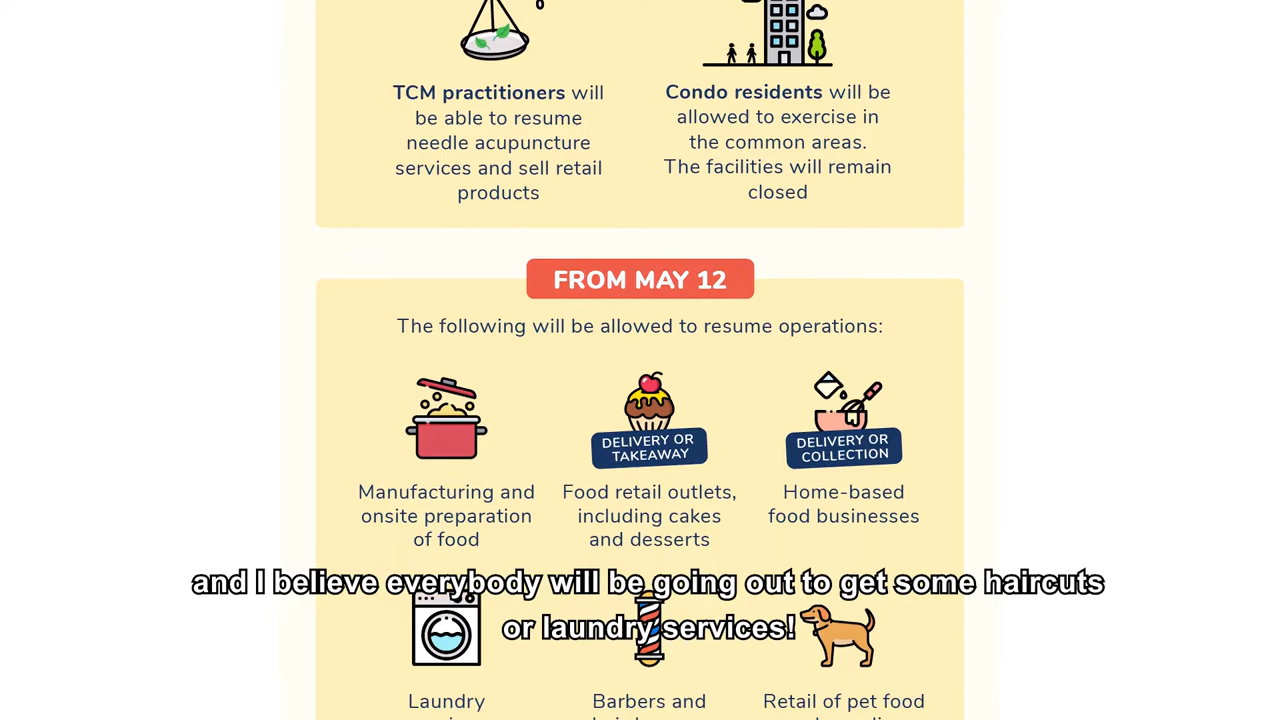 TCM practitioners will
be able to resume
needle acupuncture
services and sell retail
products
Condo residents will be
allowed to exercise in
the common areas.
The facilities will remain
closed
FROM MAY 12
The following will be allowed to resume operations:
DELIVERY OR
TAKEAWAY
DELIVERY OR
COLLECTION
Manufacturing and
onsite preparation
of food
Food retail outlets,
including cakes
and desserts
Home-based
food businesses
and I believe everybody will be going out to get some haircuts
or laundry services!
Laundry
Barbers and
Retail of pet food